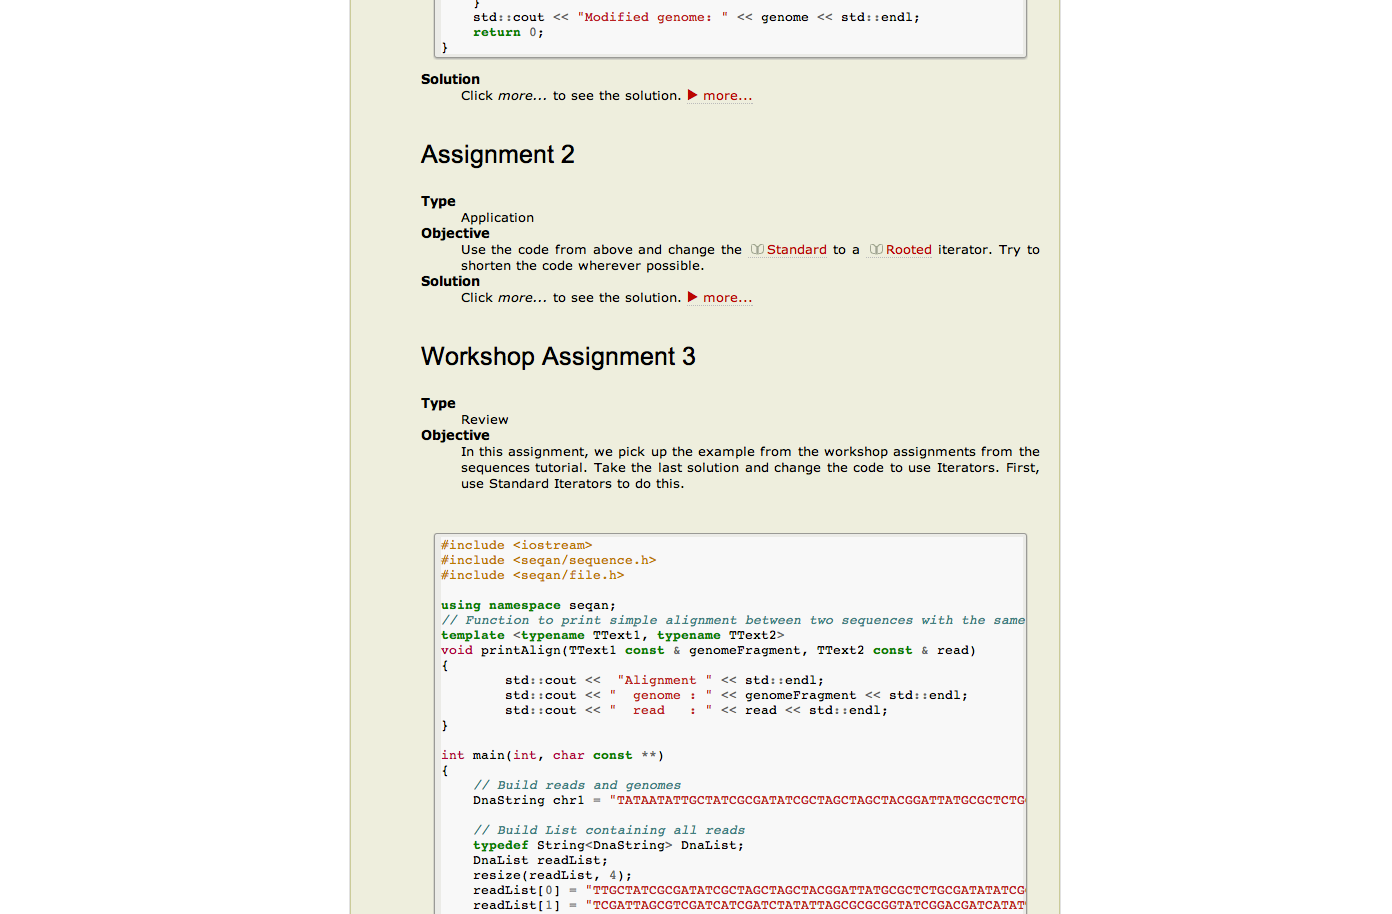 }
std::cout << "Modified genome: " << genome << std::endl;
return 0;
}
Solution
Click more... to see the solution. ▶ more...
Assignment 2
Type
Application
Objective
Use the code from above and change the Standard to a Rooted iterator. Try to
shorten the code wherever possible.
Solution
Click more... to see the solution. ▶ more...
Workshop Assignment 3
Type
Review
Objective
In this assignment, we pick up the example from the workshop assignments from the
sequences tutorial. Take the last solution and change the code to use Iterators. First,
use Standard Iterators to do this.
#include <iostream>
#include <seqan/sequence.h>
#include <seqan/file.h>
using namespace seqan;
// Function to print simple alignment between two sequences with the same
template <typename TText1, typename TText2>
void printAlign(TText1 const & genomeFragment, TText2 const & read)
{
std::cout <<  "Alignment " << std::endl;
std::cout << "  genome : " << genomeFragment << std::endl;
std::cout << "  read   : " << read << std::endl;
}
int main(int, char const **)
{
// Build reads and genomes
DnaString chr1 = "TATAATATTGCTATCGCGATATCGCTAGCTAGCTACGGATTATGCGCTCTG
// Build List containing all reads
typedef String<DnaString> DnaList;
DnaList readList;
resize(readList, 4);
readList[0] = "TTGCTATCGCGATATCGCTAGCTAGCTACGGATTATGCGCTCTGCGATATATCG
readList[1] = "TCGATTAGCGTCGATCATCGATCTATATTAGCGCGCGGTATCGGACGATCATAT